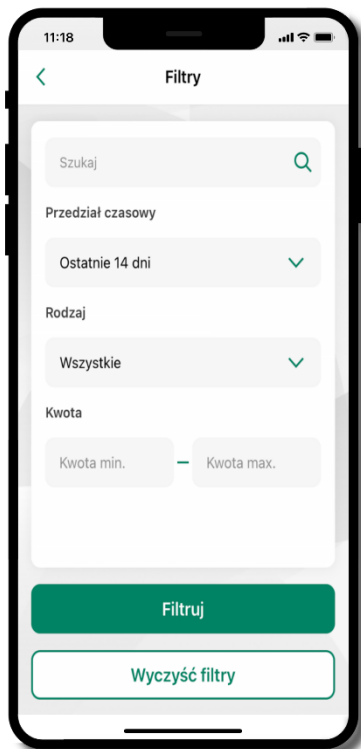 11:18
Filtry
Szukaj
Przedział czasowy
Ostatnie 14 dni
Rodzaj
Wszystkie
Kwota
Kwota min. – Kwota max.
Filtruj
Wyczyść filtry